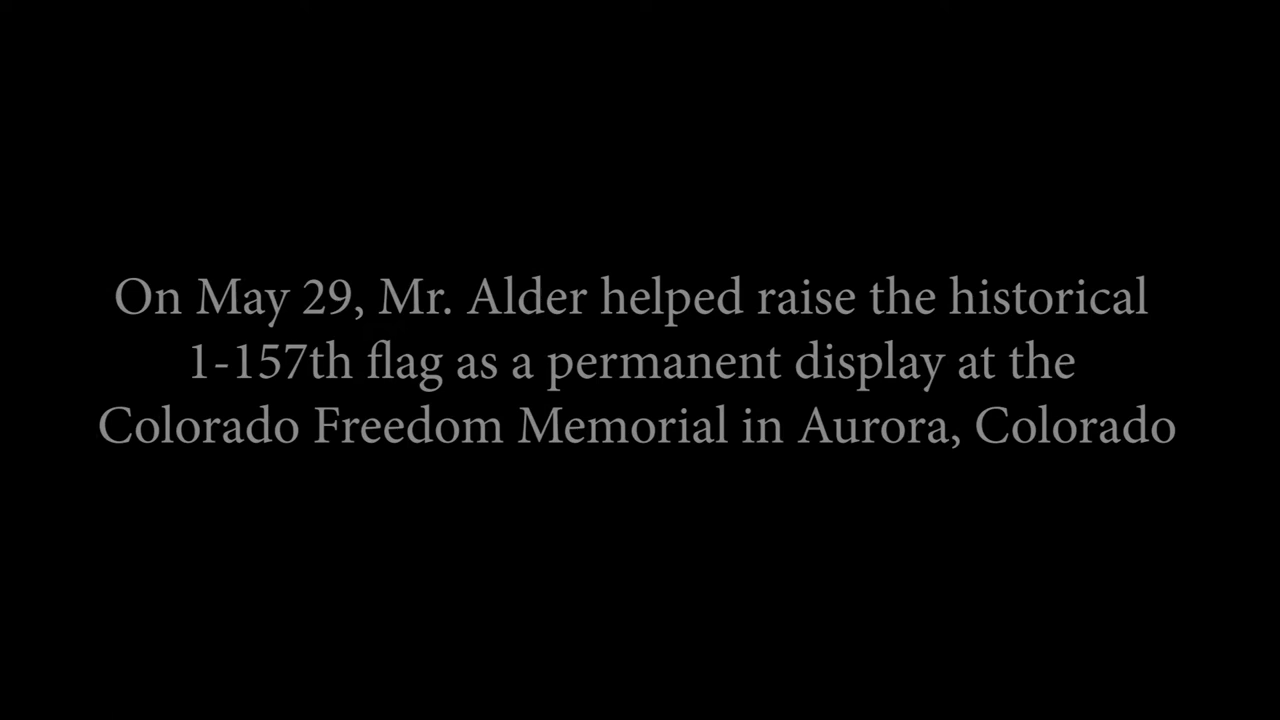 On May 29, Mr. Alder helped raise the historical
1-157th flag as a permanent display at the
Colorado Freedom Memorial in Aurora, Colorado